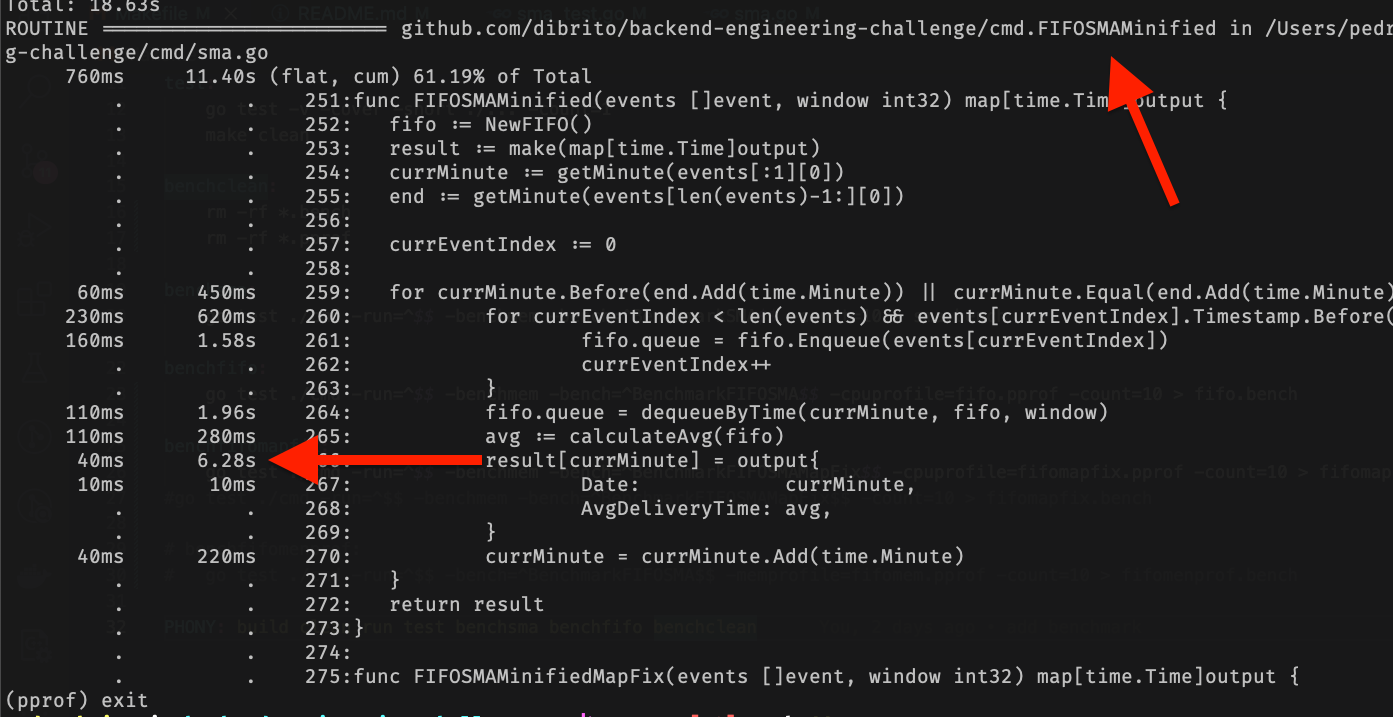 Total: 18.63s
ROUTINE ======================== github.com/dibrito/backend-engineering-challenge/cmd.FIFOSMAMinified in /Users/pedr
g-challenge/cmd/sma.go
760ms 11.40s (flat, cum) 61.19% of Total
. . 251:func FIFOSMAMinified(events []event, window int32) map[time.Time]output {
. . 252: fifo := NewFIFO()
. . 253: result := make(map[time.Time]output)
. . 254: currMinute := getMinute(events[:1][0])
. . 255: end := getMinute(events[len(events)-1:][0])
. . 256:
. . 257: currEventIndex := 0
. . 258:
60ms 450ms 259: for currMinute.Before(end.Add(time.Minute)) || currMinute.Equal(end.Add(time.Minute)
230ms 620ms 260: for currEventIndex < len(events) && events[currEventIndex].Timestamp.Before(
160ms 1.58s 261: fifo.queue = fifo.Enqueue(events[currEventIndex])
. . 262: currEventIndex++
. . 263: }
110ms 1.96s 264: fifo.queue = dequeueByTime(currMinute, fifo, window)
110ms 280ms 265: avg := calculateAvg(fifo)
40ms 6.28s 266: result[currMinute] = output{
10ms 10ms 267: Date: currMinute,
. . 268: AvgDeliveryTime: avg,
. . 269: }
40ms 220ms 270: currMinute = currMinute.Add(time.Minute)
. . 271: }
. . 272: return result
. . 273:}
. . 274:
. . 275:func FIFOSMAMinifiedMapFix(events []event, window int32) map[time.Time]output {
(pprof) exit